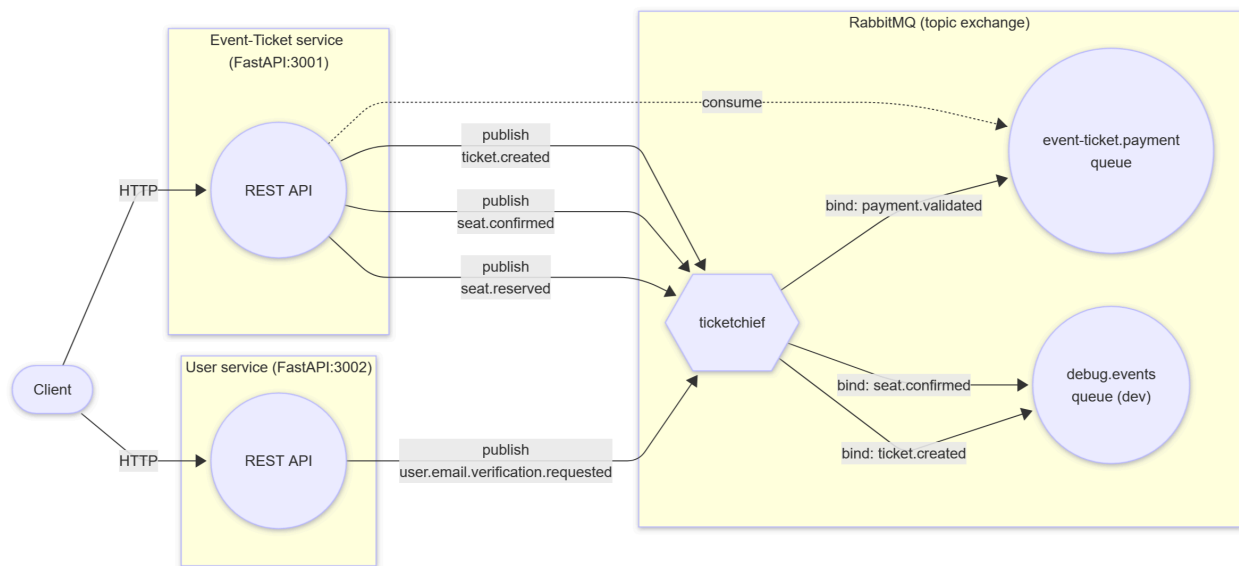 Event-Ticket service
(FastAPI:3001)
REST API
HTTP
publish
ticket.created
publish
seat.confirmed
publish
seat.reserved
consume
Client
HTTP
User service (FastAPI:3002)
REST API
publish
user.email.verification.requested
RabbitMQ (topic exchange)
ticketchief
bind: payment.validated
event-ticket.payment
queue
bind: seat.confirmed
bind: ticket.created
debug.events
queue (dev)